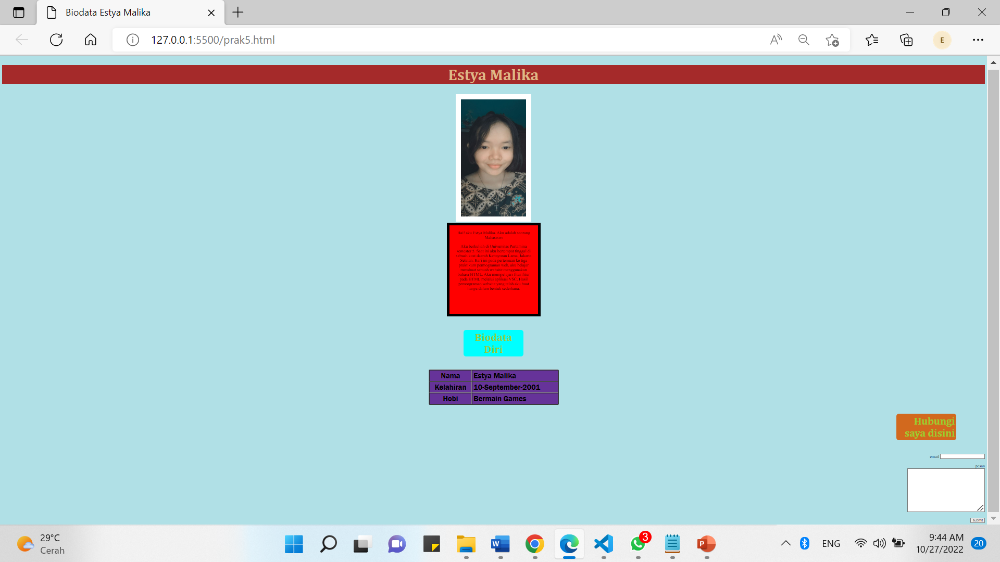 Biodata Estya Malika
127.0.0.1:5500/prak5.html
E
Estya Malika
Hai! aku Estya Malika. Aku adalah seorang
Mahasiswa
Aku berkuliah di Universitas Pertamina
semester 5. Saat ini aku bertempat tinggal di
sebuah kost daerah Kebayoran Lama, Jakarta
Selatan. Hari ini pada pertemuan ke tiga
praktikum pemrograman web, aku belajar
membuat sebuah website menggunakan
bahasa HTML. Aku mempelajari fitur-fitur
pada HTML melalui aplikasi VSC. Hasil
pemrograman website yang telah aku buat
hanya dalam bentuk sederhana.
Biodata
Diri
Nama Estya Malika
Kelahiran 10-September-2001
Hobi Bermain Games
Hubungi
saya disini
email
pesan
submit
29°C
Cerah
3
ENG
9:44 AM
10/27/2022
20